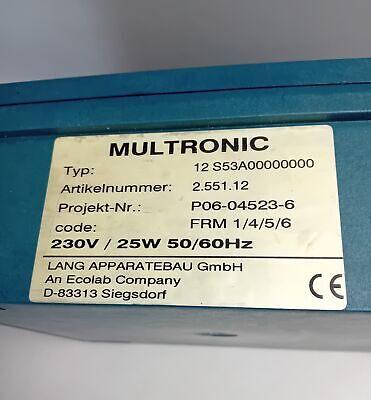 MULTRONIC
Typ: 12 S53A00000000
Artikelnummer: 2.551.12
Projekt-Nr.: P06-04523-6
code: FRM 1/4/5/6
230V / 25W 50/60Hz
LANG APPARATEBAU GmbH
An Ecolab Company
D-83313 Siegsdorf
CE